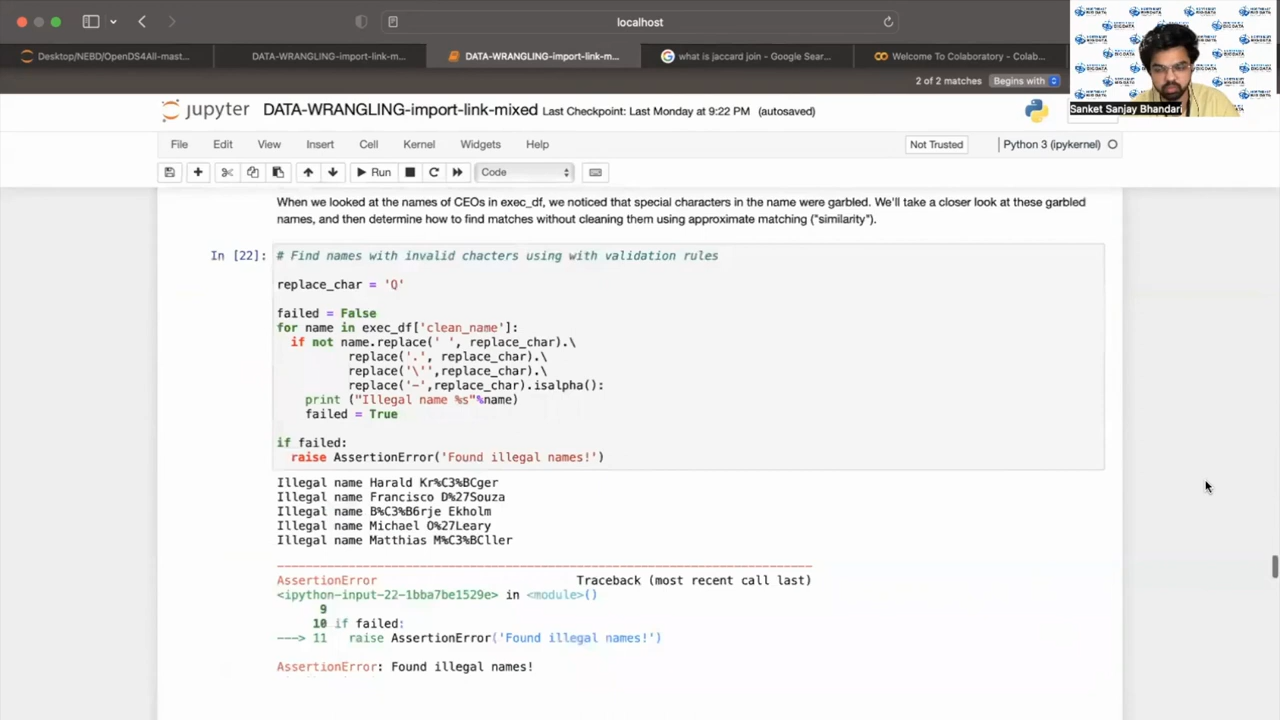 localhost
Desktop/NEBD/OpenDS4All-mast...
DATA-WRANGLING-import-link-m...
DATA-WRANGLING-import-link-m...
what is jaccard join - Google Sear...
Welcome To Colaboratory - Colab...
2 of 2 matches
Begins with
Sanket Sanjay Bhandari
jupyter DATA-WRANGLING-import-link-mixed Last Checkpoint: Last Monday at 9:22 PM (autosaved)
File Edit View Insert Cell Kernel Widgets Help
Not Trusted
Python 3 (ipykernel)
Run
Code
When we looked at the names of CEOs in exec_df, we noticed that special characters in the name were garbled. We'll take a closer look at these garbled
names, and then determine how to find matches without cleaning them using approximate matching ("similarity").
In [22]: # Find names with invalid chacters using with validation rules
replace_char = 'Q'
failed = False
for name in exec_df['clean_name']:
if not name.replace(' ', replace_char).\
replace('.', replace_char).\
replace('\'',replace_char).\
replace('-',replace_char).isalpha():
print ("Illegal name %s"%name)
failed = True
if failed:
raise AssertionError('Found illegal names!')
Illegal name Harald Kr%C3%BCger
Illegal name Francisco D%27Souza
Illegal name B%C3%B6rje Ekholm
Illegal name Michael O%27Leary
Illegal name Matthias M%C3%BCller
AssertionError Traceback (most recent call last)
<ipython-input-22-1bba7be1529e> in <module>()
9
10 if failed:
---> 11 raise AssertionError('Found illegal names!')
AssertionError: Found illegal names!